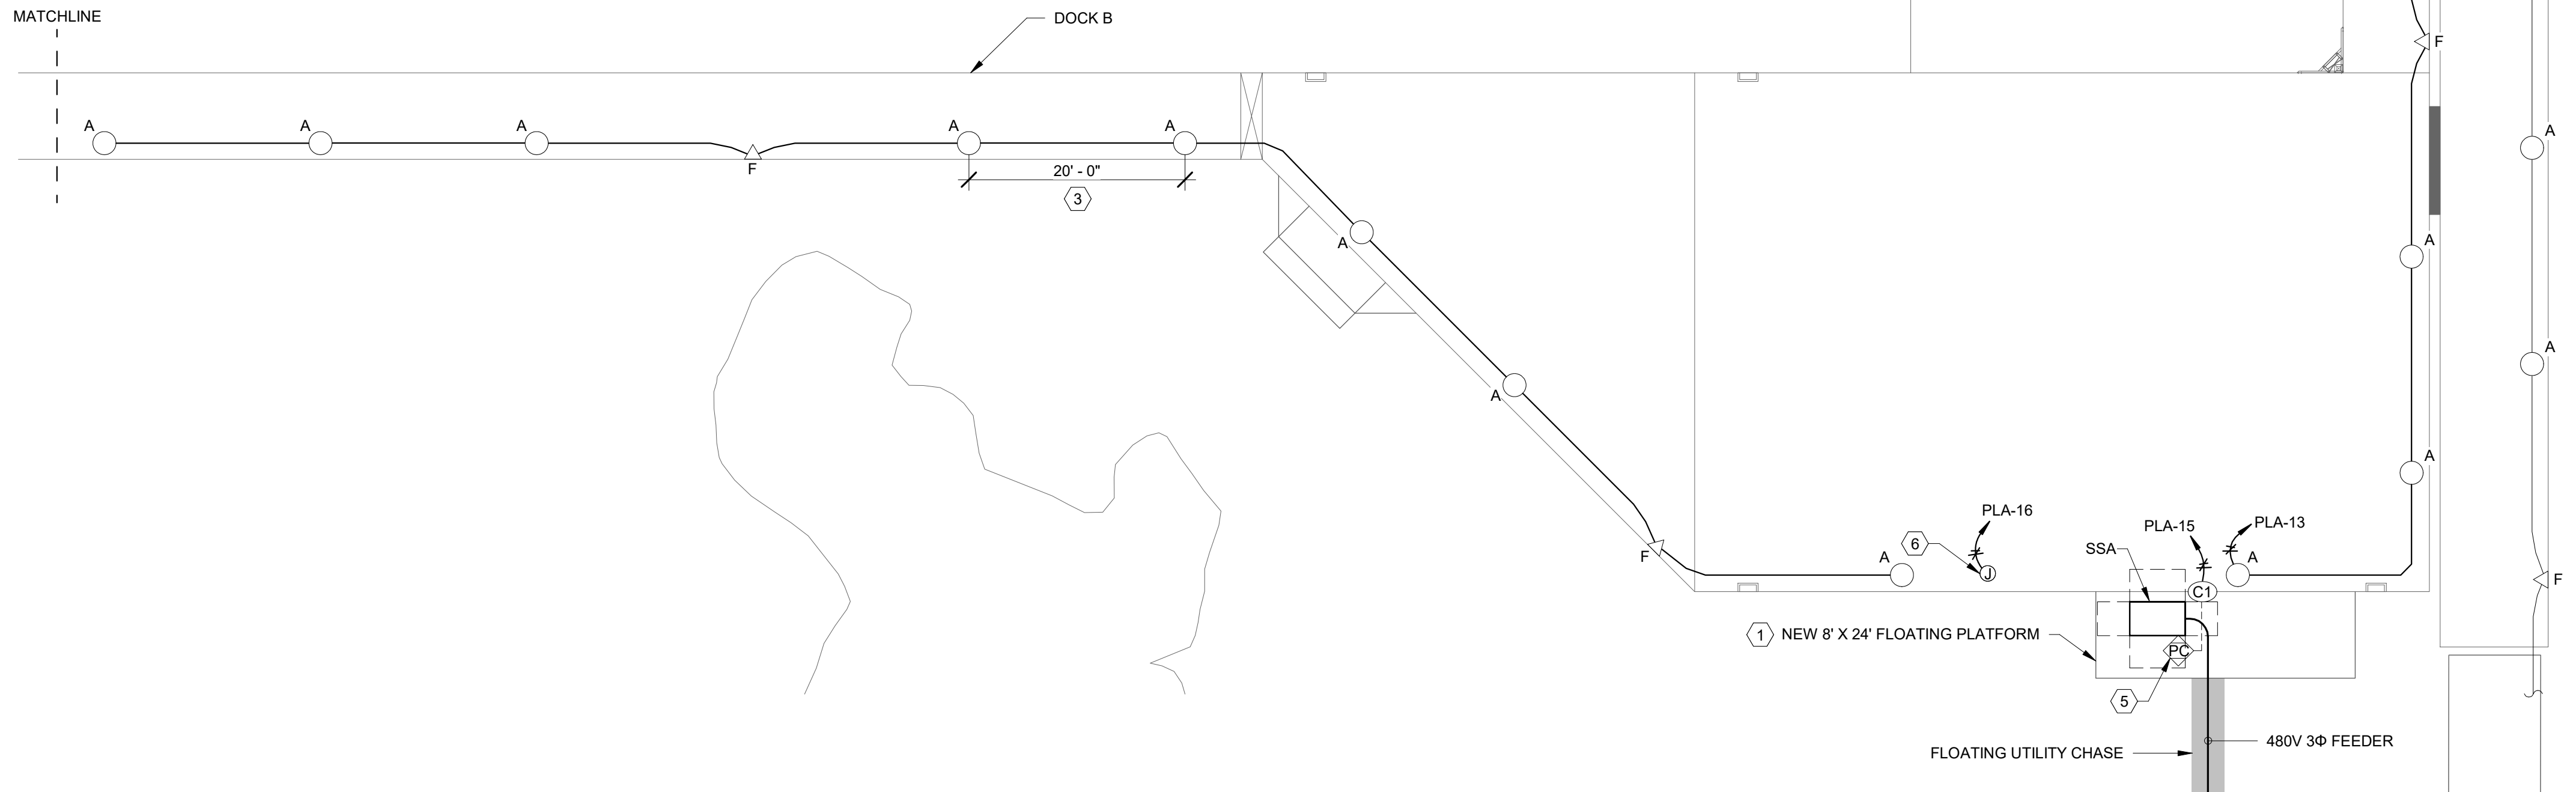 MATCHLINE
DOCK B
F
A
A
A
A
A
A
F
20' - 0"
3
A
A
A
A
A
PLA-16
PLA-15
PLA-13
6
SSA
A
A
F
J
F
C1
1
NEW 8' X 24' FLOATING PLATFORM
PC
5
480V 3Φ FEEDER
FLOATING UTILITY CHASE